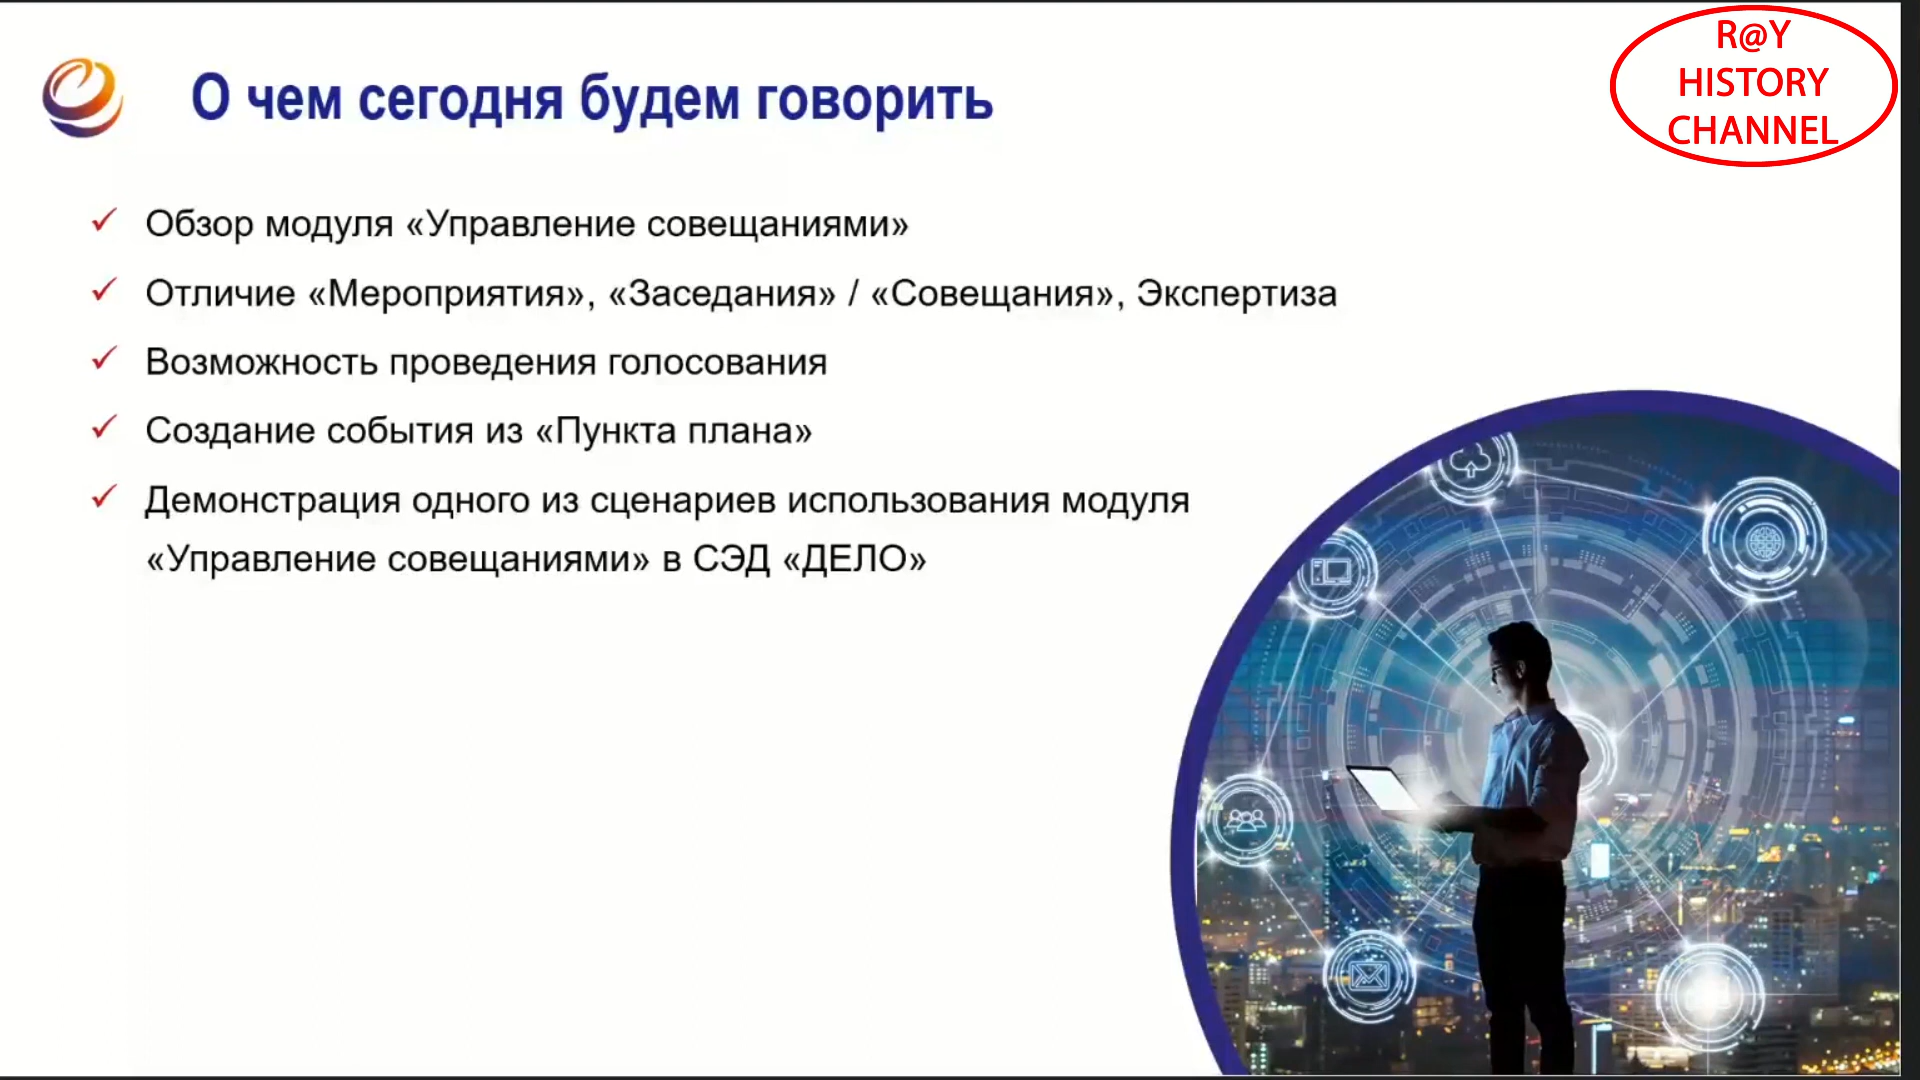 О чем сегодня будем говорить
R@Y
HISTORY
CHANNEL
Обзор модуля «Управление совещаниями»
Отличие «Мероприятия», «Заседания» / «Совещания», Экспертиза
Возможность проведения голосования
Создание события из «Пункта плана»
Демонстрация одного из сценариев использования модуля
«Управление совещаниями» в СЭД «ДЕЛО»